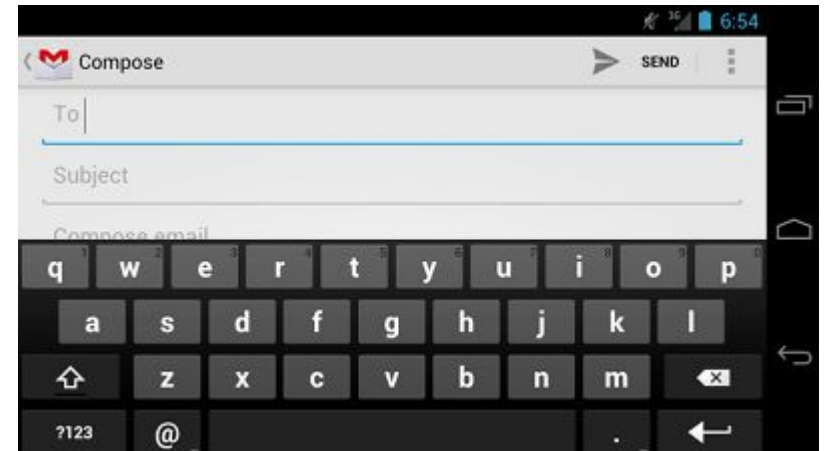 3G 6:54
Compose SEND
To
Subject
Compose email
1 2 3 4 5 6 7 8 9 0
q w e r t y u i o p
a s d f g h j k l
z x c v b n m
?123 @ .